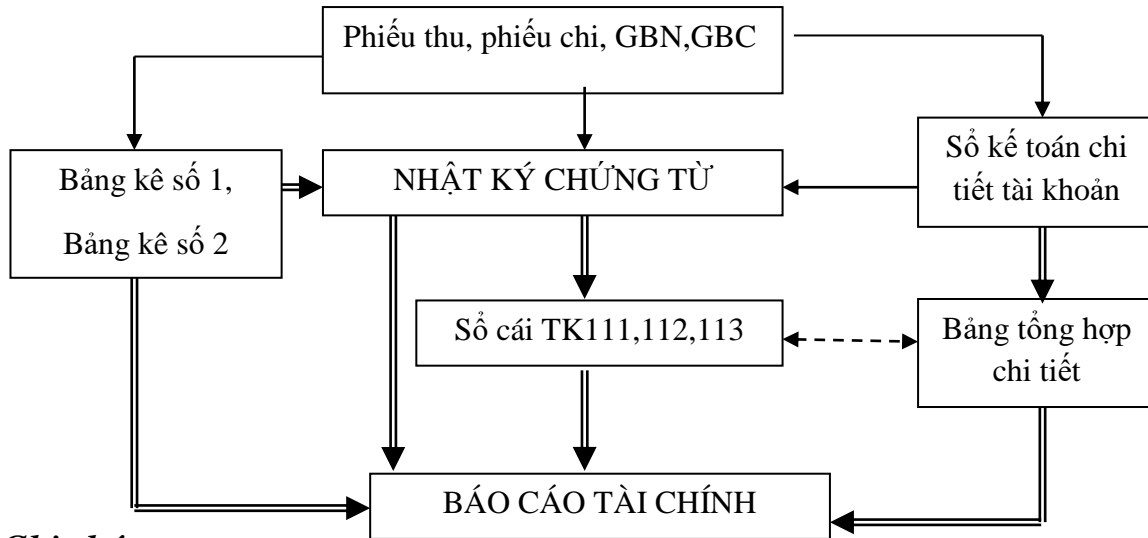 Phiếu thu, phiếu chi, GBN,GBC
Bảng kê số 1,
Bảng kê số 2
NHẬT KÝ CHỨNG TỪ
Sổ kế toán chi
tiết tài khoản
Sổ cái TK111,112,113
Bảng tổng hợp
chi tiết
BÁO CÁO TÀI CHÍNH